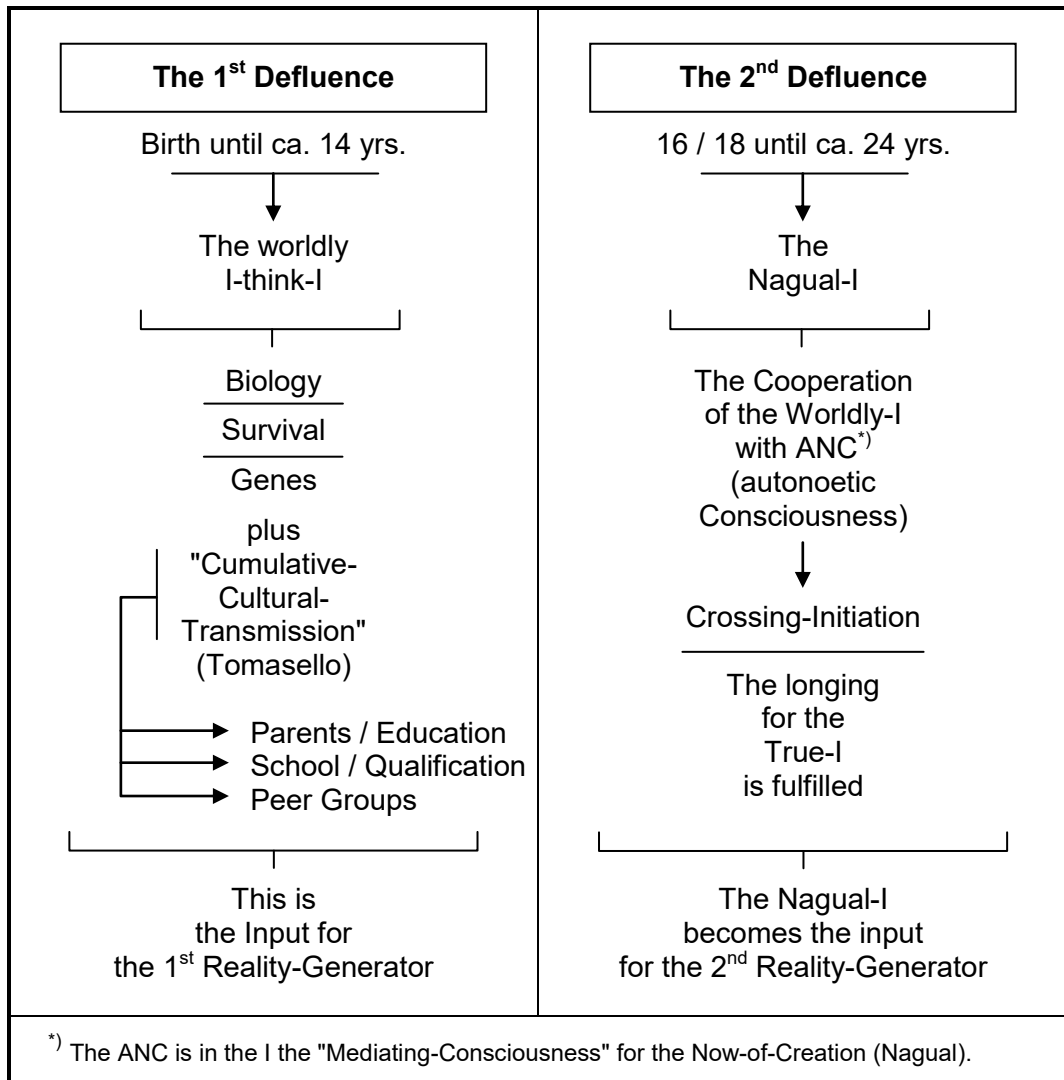 The 1st Defluence
Birth until ca. 14 yrs.
The worldly
I-think-I
Biology
Survival
Genes
plus
"Cumulative-
Cultural-
Transmission"
(Tomasello)
Parents / Education
School / Qualification
Peer Groups
This is
the Input for
the 1st Reality-Generator
The 2nd Defluence
16 / 18 until ca. 24 yrs.
The
Nagual-I
The Cooperation
of the Worldly-I
with ANC*)
(autonoetic
Consciousness)
Crossing-Initiation
The longing
for the
True-I
is fulfilled
The Nagual-I
becomes the input
for the 2nd Reality-Generator
*) The ANC is in the I the "Mediating-Consciousness" for the Now-of-Creation (Nagual).